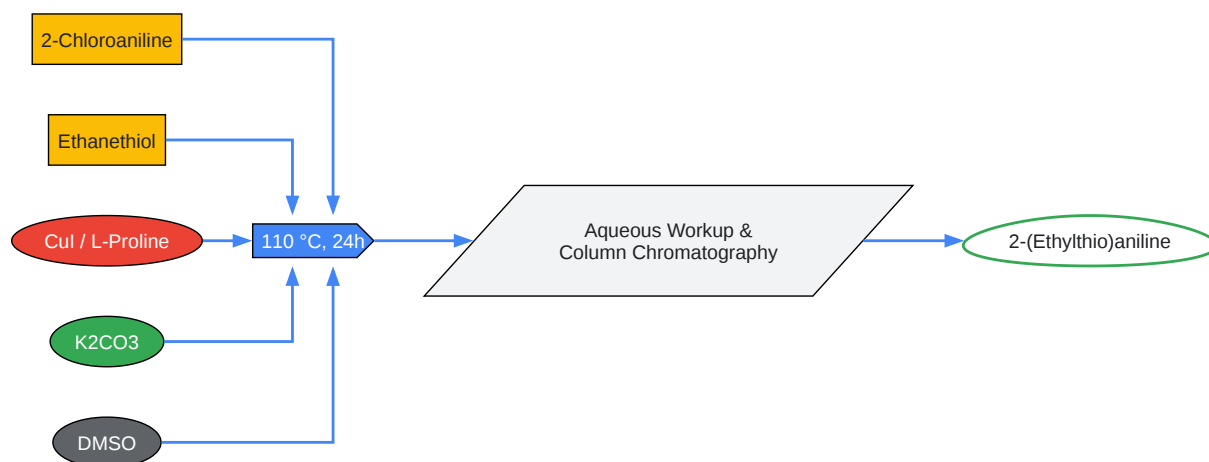 2-Chloroaniline
Ethanethiol
CuI / L-Proline
110 °C, 24h
Aqueous Workup &
Column Chromatography
2-(Ethylthio)aniline
K2CO3
DMSO